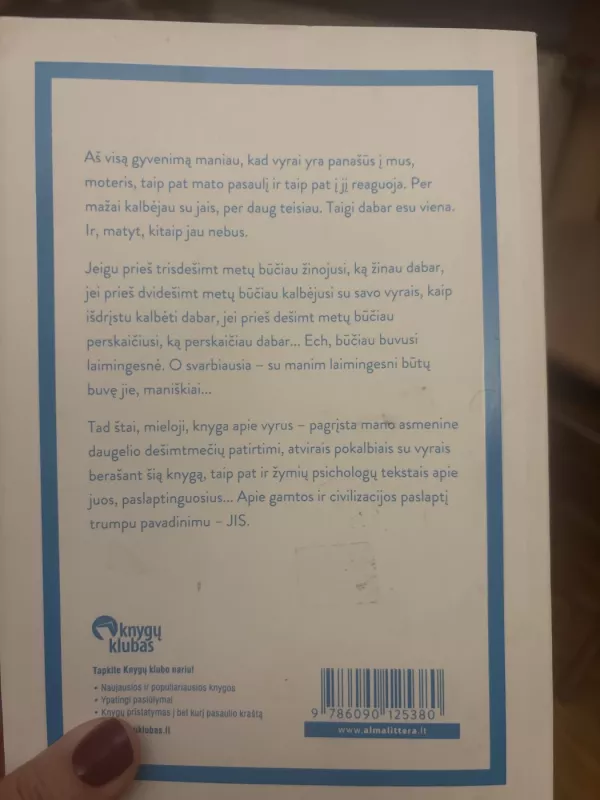 Aš visą gyvenimą maniau, kad vyrai yra panašūs į mus,
moteris, taip pat mato pasaulį ir taip pat į jį reaguoja. Per
mažai kalbėjau su jais, per daug teisiau. Taigi dabar esu viena.
Ir, matyt, kitaip jau nebus.
Jeigu prieš trisdešimt metų būčiau žinojusi, ką žinau dabar,
jei prieš dvidešimt metų būčiau kalbėjusi su savo vyrais, kaip
išdrįstu kalbėti dabar, jei prieš dešimt metų būčiau
perskaičiusi, ką perskaičiau dabar... Ech, būčiau buvusi
laimingesnė. O svarbiausia – su manim laimingesni būtų
buvę jie, maniškiai...
Tad štai, mieloji, knyga apie vyrus – pagrįsta mano asmenine
daugelio dešimtmečių patirtimi, atvirais pokalbiais su vyrais
berašant šią knygą, taip pat ir žymių psichologų tekstais apie
juos, paslaptinguosius... Apie gamtos ir civilizacijos paslaptį
trumpu pavadinimu – JIS.
knygų
klubas
Tapkite Knygų klubo nariu!
• Naujausios ir populiariausios knygos
• Ypatingi pasiūlymai
• Knygų pristatymas į bet kurį pasaulio kraštą
klubas.lt
9 786090 125380
www.almalittera.lt